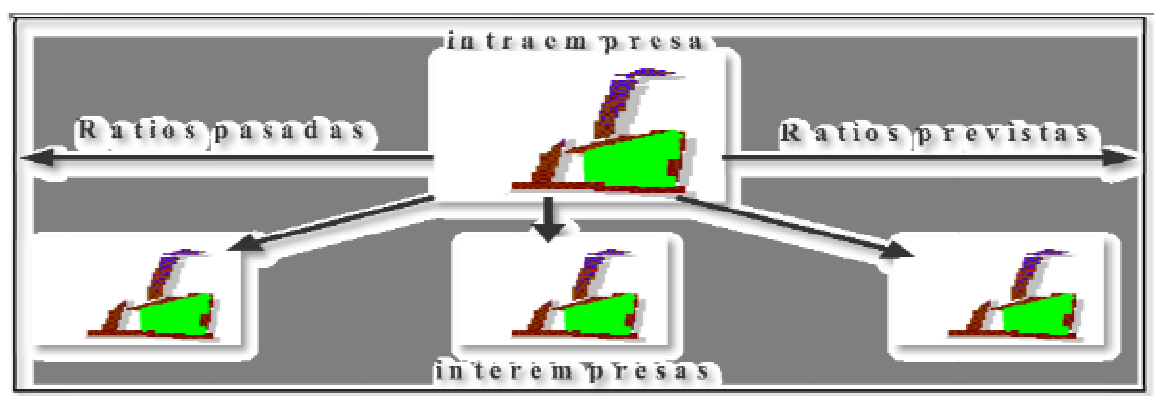 intraempresa
Ratios pasadas
Ratios previstas
interempresas